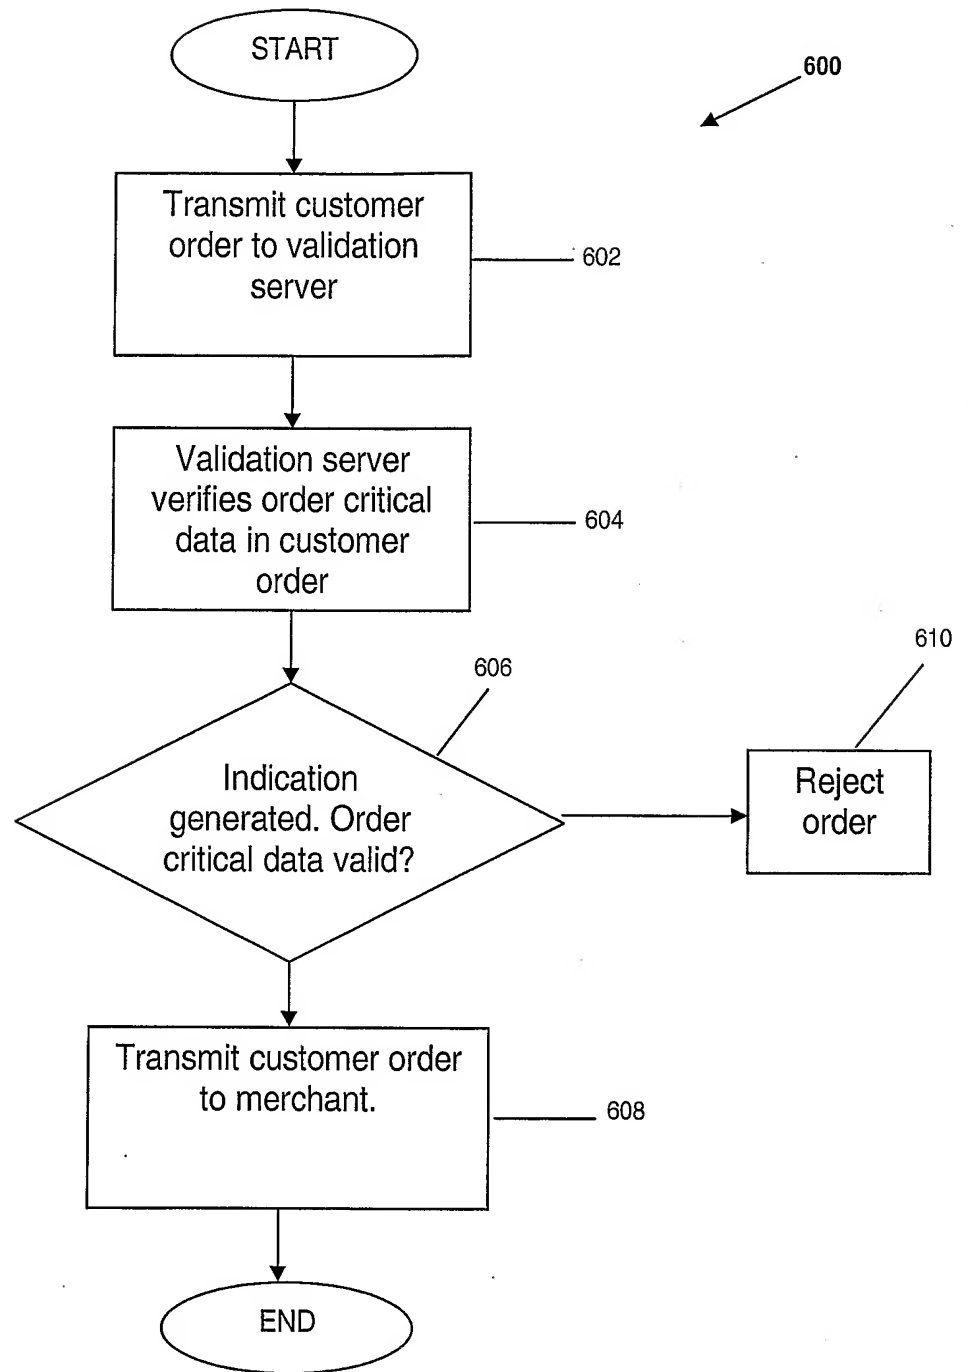 START
600
Transmit customer
order to validation
server
602
Validation server
verifies order critical
data in customer
order
604
606
610
Indication
generated. Order
critical data valid?
Reject
order
Transmit customer order
to merchant.
608
END